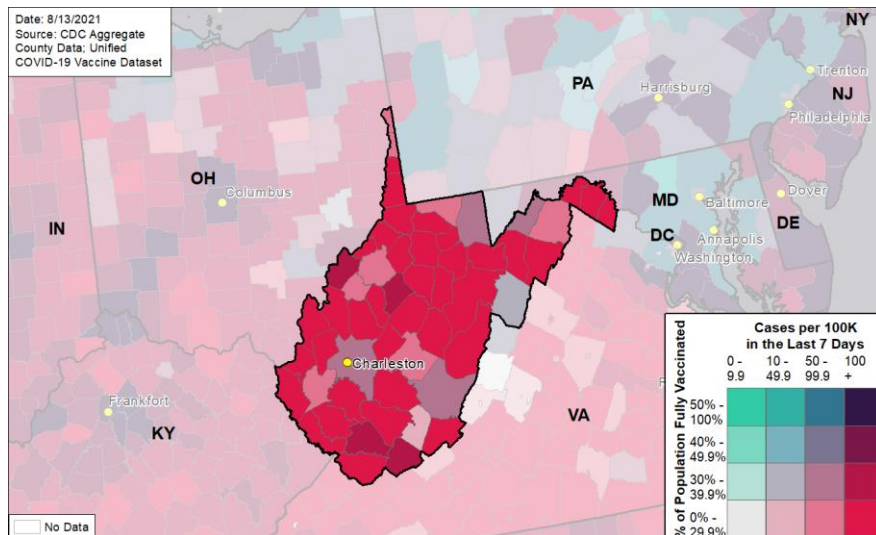 Date: 8/13/2021
Source: CDC Aggregate
County Data; Unified
COVID-19 Vaccine Dataset
NY
PA
Trenton
Harrisburg
NJ
Philadelphia
OH
Columbus
MD
Baltimore
Dover
DE
IN
DC
Annapolis
Washington
Charleston
Frankfort
KY
VA
No Data
Cases per 100K
in the Last 7 Days
0 - 9.9
10 - 49.9
50 - 99.9
100 +
% of Population Fully Vaccinated
50% - 100%
40% - 49.9%
30% - 39.9%
0% - 29.9%